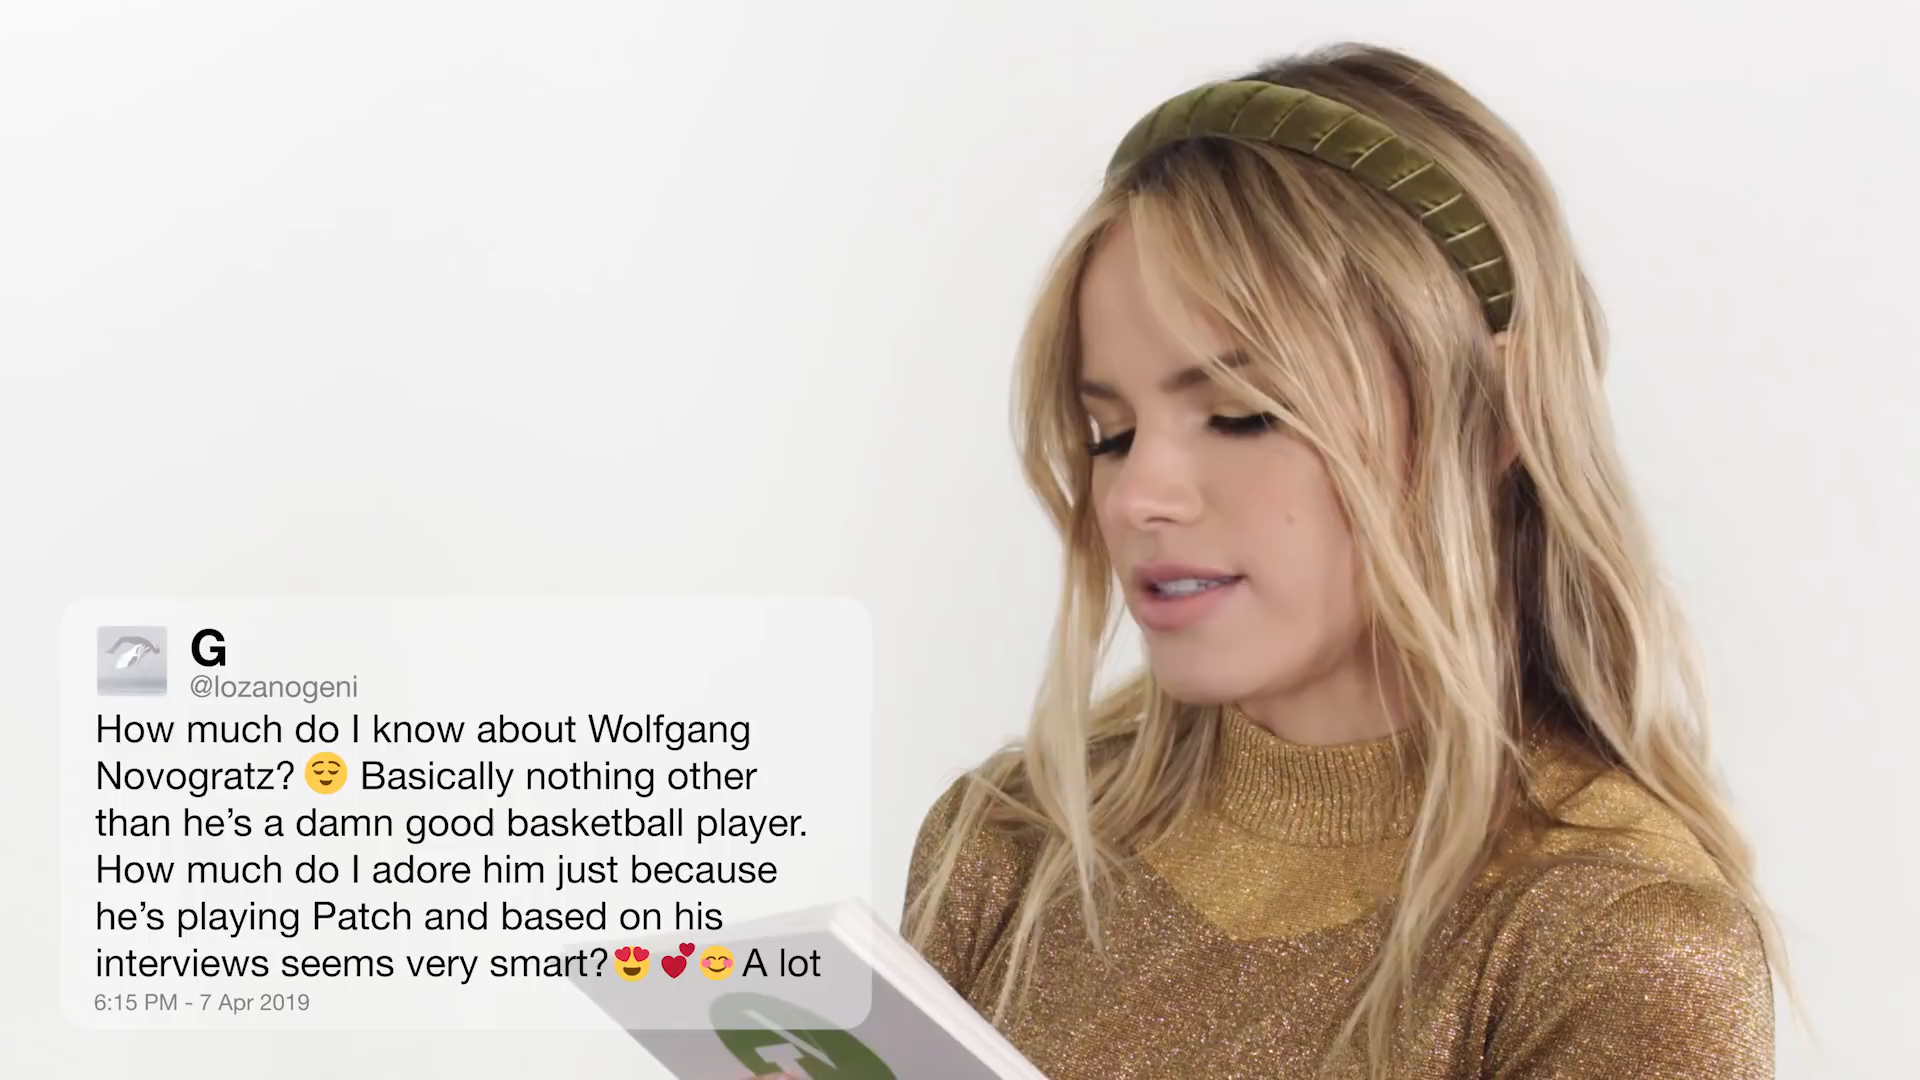 G
@lozanogeni
How much do I know about Wolfgang
Novogratz?😌 Basically nothing other
than he’s a damn good basketball player.
How much do I adore him just because
he’s playing Patch and based on his
interviews seems very smart?😍 💕 😊 A lot
6:15 PM - 7 Apr 2019